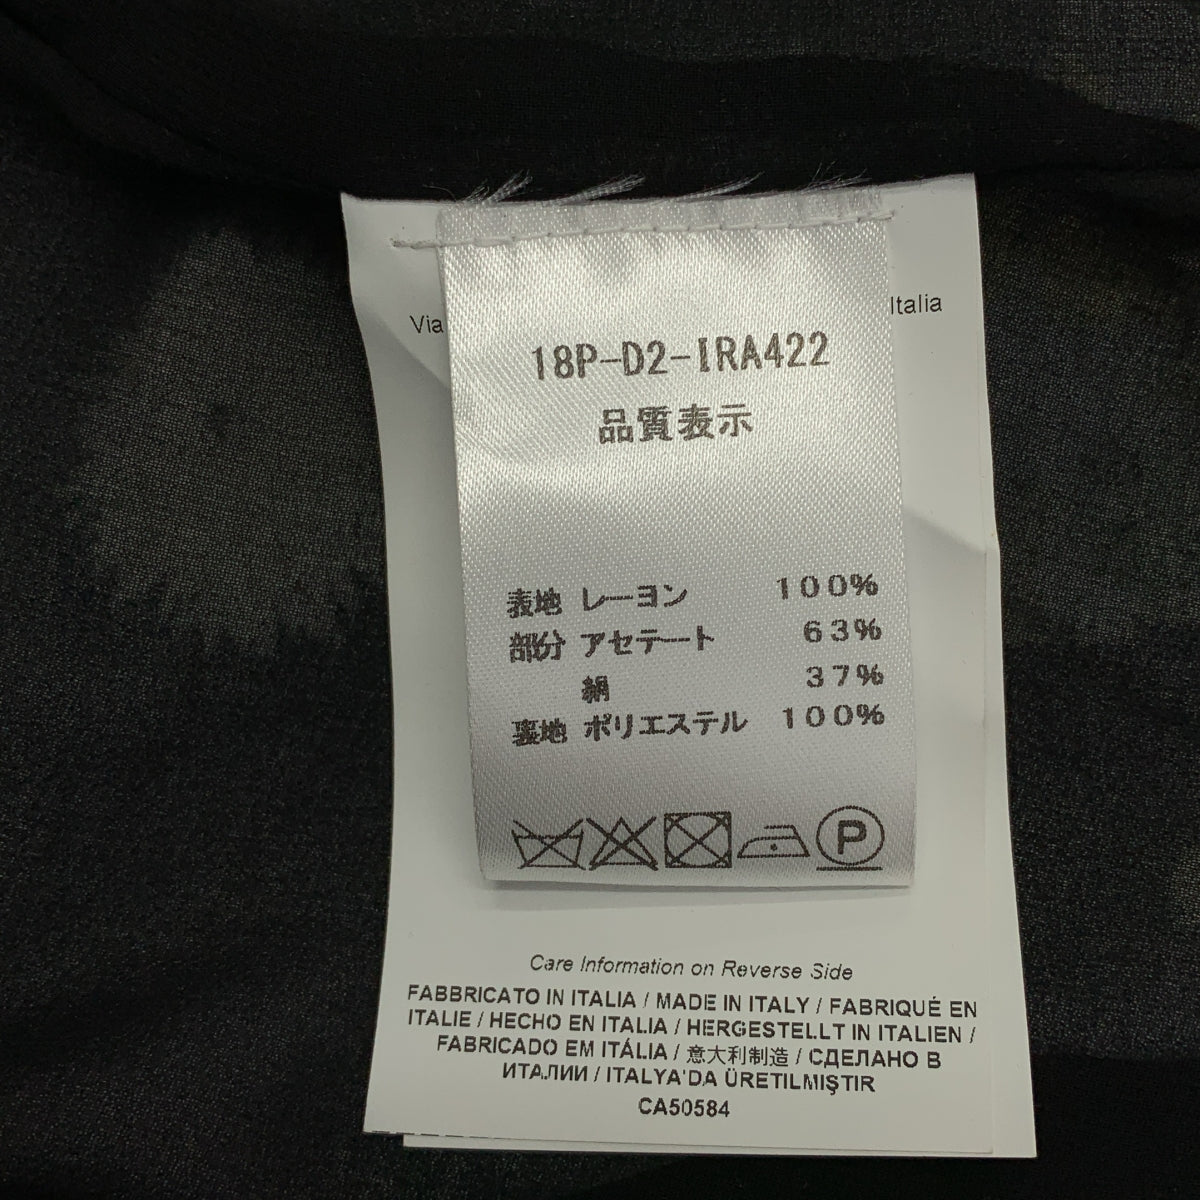 Via
Italia
18P-D2-IRA422
品質表示
表地 レーヨン 100%
部分 アセテート 63%
絹 37%
裏地 ポリエステル 100%
P
Care Information on Reverse Side
FABBRICATO IN ITALIA / MADE IN ITALY / FABRIQUÉ EN
ITALIE / HECHO EN ITALIA / HERGESTELLT IN ITALIEN /
FABRICADO EM ITÁLIA / 意大利制造 / СДЕЛАНО В
ИТАЛИИ / ITALYA'DA ÜRETILMIŞTIR
CA50584